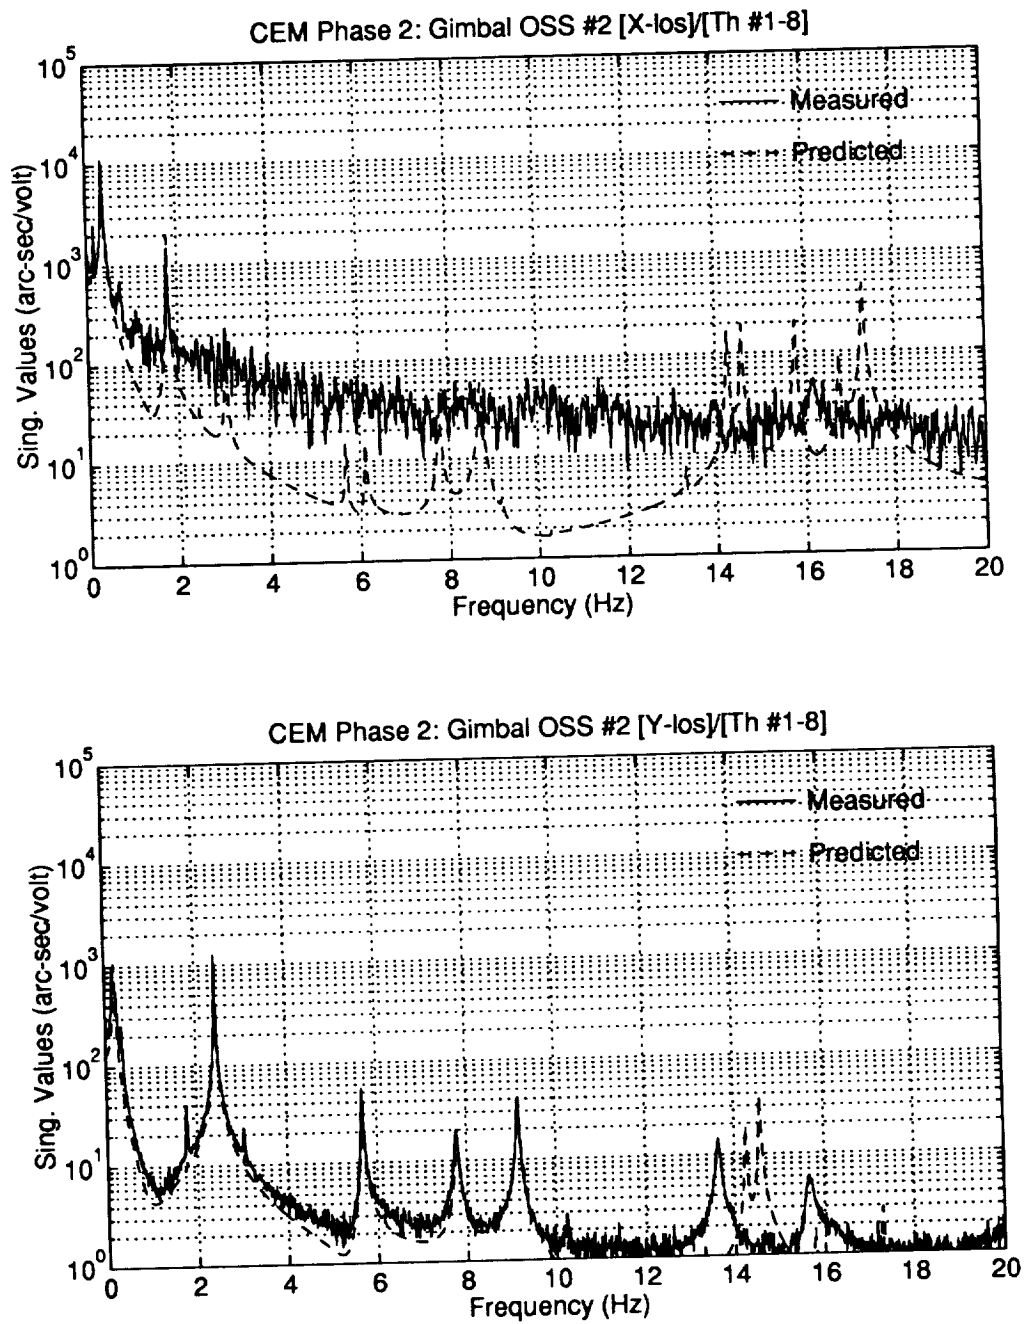 CEM Phase 2: Gimbal OSS #2 [X-los]/[Th #1-8]
Sing. Values (arc-sec/volt)
10^5
10^4
10^3
10^2
10^1
10^0
Measured
Predicted
0 2 4 6 8 10 12 14 16 18 20
Frequency (Hz)
CEM Phase 2: Gimbal OSS #2 [Y-los]/[Th #1-8]
Sing. Values (arc-sec/volt)
10^5
10^4
10^3
10^2
10^1
10^0
Measured
Predicted
0 2 4 6 8 10 12 14 16 18 20
Frequency (Hz)